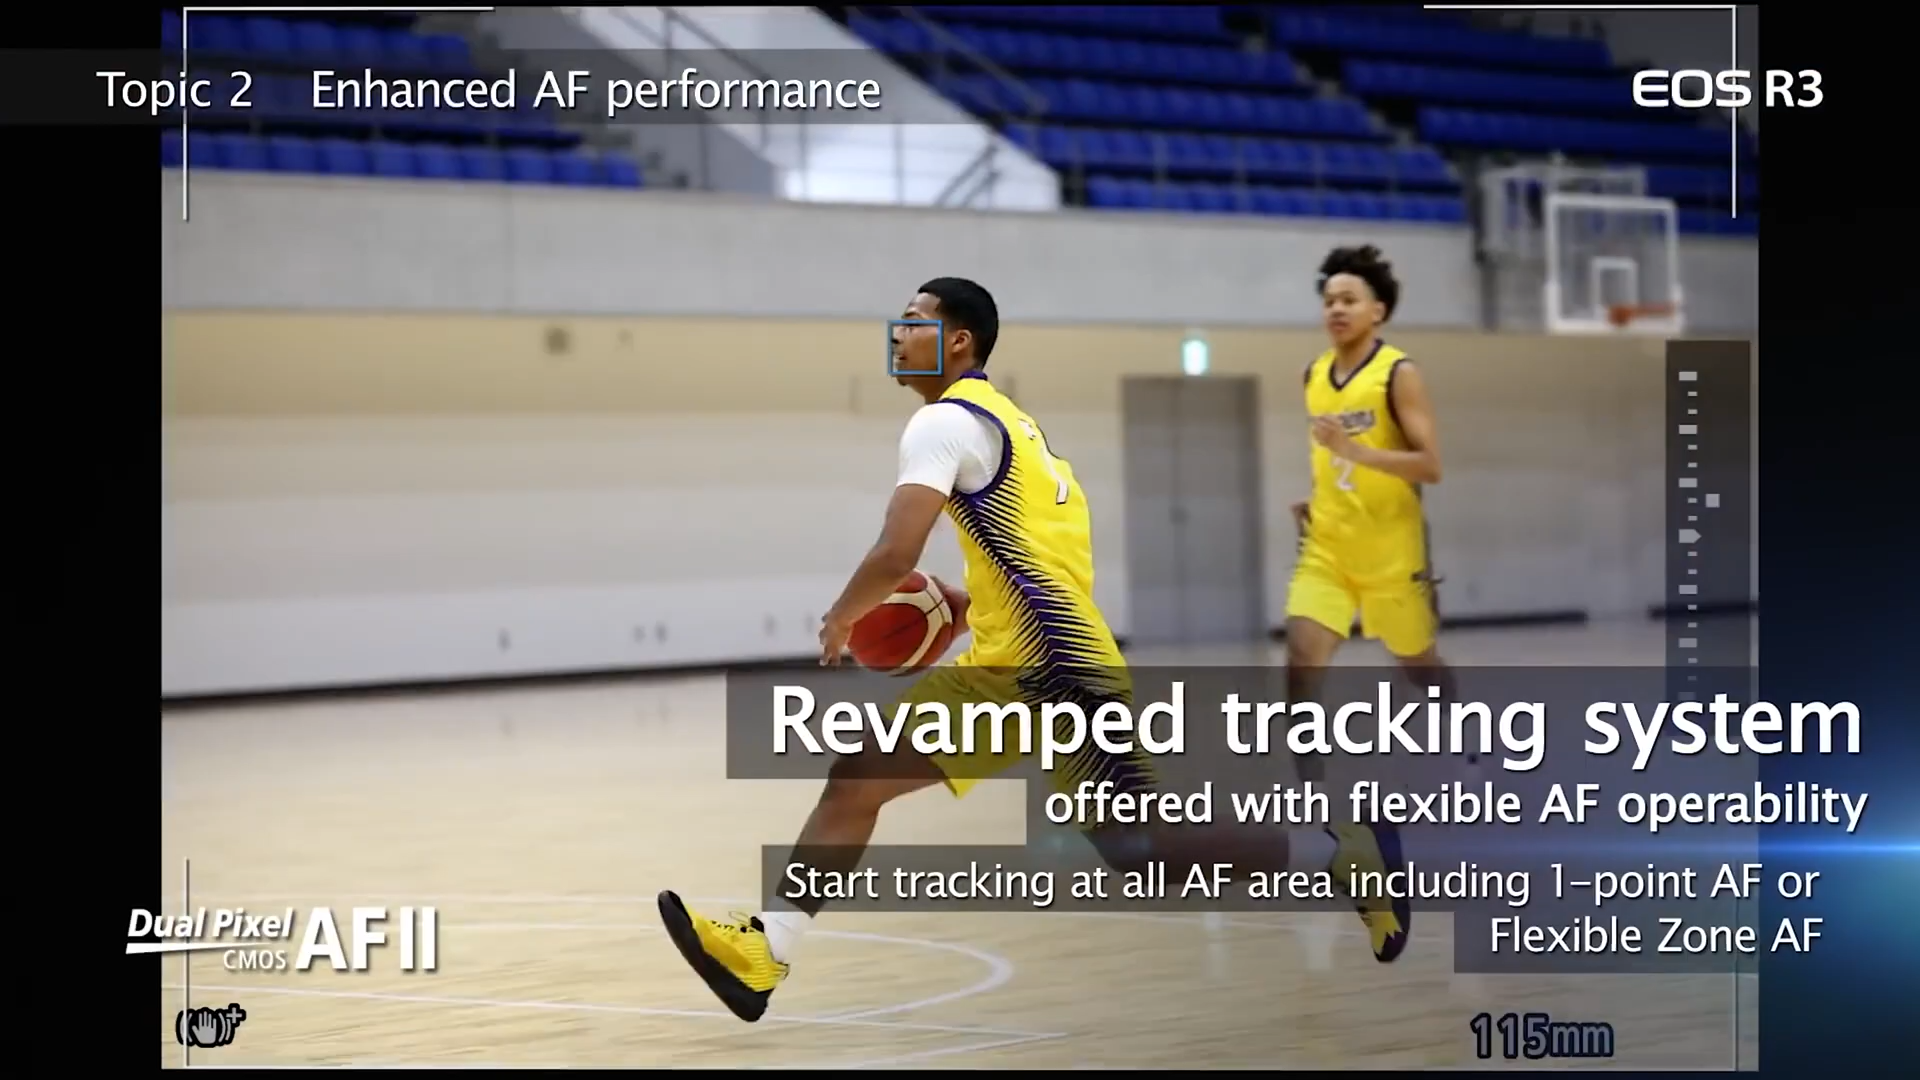 Topic 2 Enhanced AF performance
EOS R3
2
Revamped tracking system
offered with flexible AF operability
Start tracking at all AF area including 1-point AF or
Flexible Zone AF
Dual Pixel
CMOS AF II
115mm